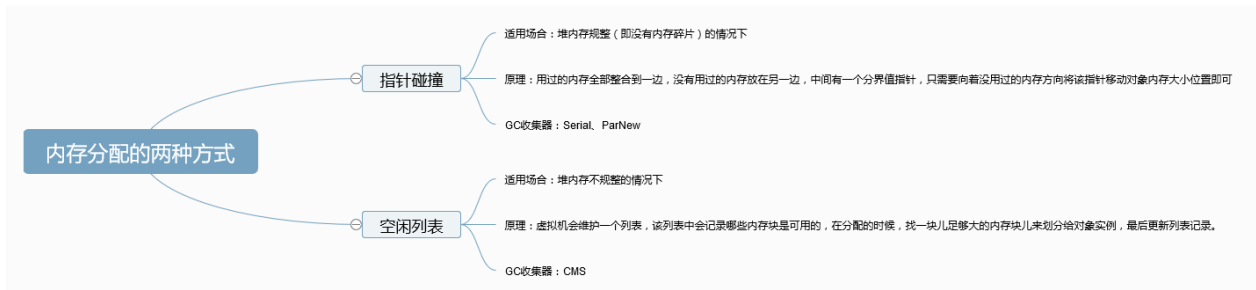 内存分配的两种方式
指针碰撞
适用场合：堆内存规整（即没有内存碎片）的情况下
原理：用过的内存全部整合到一边，没有用过的内存放在另一边，中间有一个分界值指针，只需要向着没用过的内存方向将该指针移动对象内存大小位置即可
GC收集器：Serial、ParNew
空闲列表
适用场合：堆内存不规整的情况下
原理：虚拟机会维护一个列表，该列表中会记录哪些内存块是可用的，在分配的时候，找一块儿足够大的内存块儿来划分给对象实例，最后更新列表记录。
GC收集器：CMS